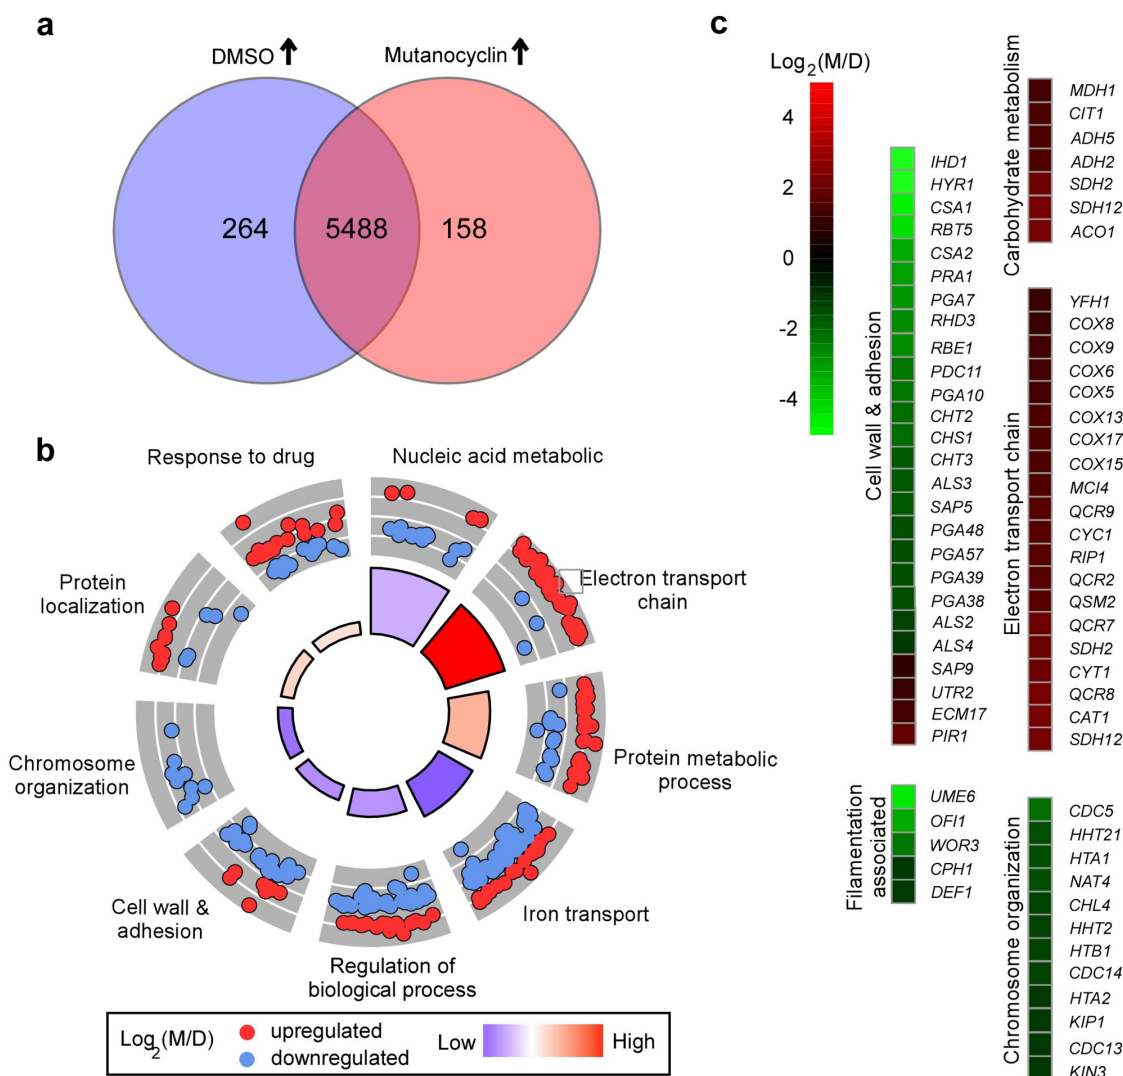 a
DMSO
Mutanocyclin
264
5488
158
b
Response to drug
Nucleic acid metabolic
Protein
localization
Electron transport
chain
Chromosome
organization
Protein metabolic
process
Cell wall &
adhesion
Iron transport
Regulation of
biological process
Log2(M/D)
upregulated
downregulated
Low
High
c
Log2(M/D)
4
2
0
-2
-4
Cell wall & adhesion
IHD1
HYR1
CSA1
RBT5
CSA2
PRA1
PGA7
RHD3
RBE1
PDC11
PGA10
CHT2
CHS1
CHT3
ALS3
SAP5
PGA48
PGA57
PGA39
PGA38
ALS2
ALS4
SAP9
UTR2
ECM17
PIR1
Filamentation
associated
UME6
OFI1
WOR3
CPH1
DEF1
Carbohydrate metabolism
MDH1
CIT1
ADH5
ADH2
SDH2
SDH12
ACO1
Electron transport chain
YFH1
COX8
COX9
COX6
COX5
COX13
COX17
COX15
MCI4
QCR9
CYC1
RIP1
QCR2
QSM2
QCR7
SDH2
CYT1
QCR8
CAT1
SDH12
Chromosome organization
CDC5
HHT21
HTA1
NAT4
CHL4
HHT2
HTB1
CDC14
HTA2
KIP1
CDC13
KIN3